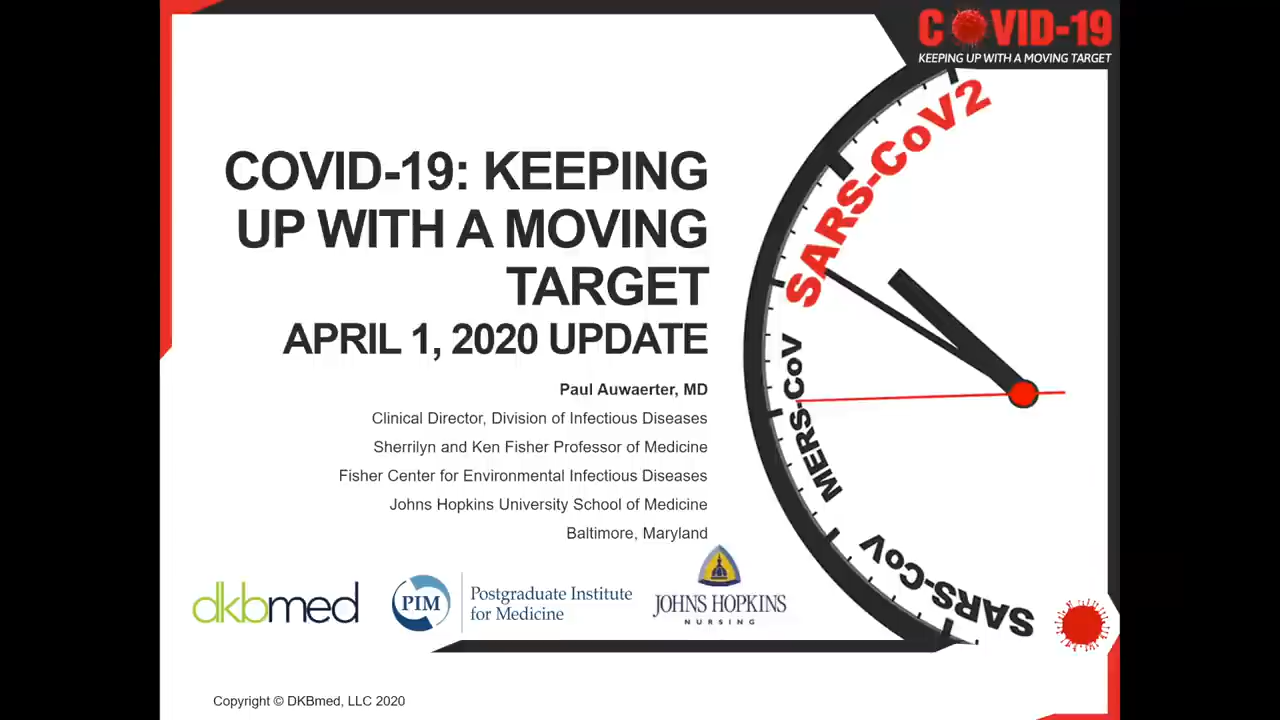 COVID-19
KEEPING UP WITH A MOVING TARGET
COVID-19: KEEPING
UP WITH A MOVING
TARGET
APRIL 1, 2020 UPDATE
Paul Auwaerter, MD
Clinical Director, Division of Infectious Diseases
Sherrilyn and Ken Fisher Professor of Medicine
Fisher Center for Environmental Infectious Diseases
Johns Hopkins University School of Medicine
Baltimore, Maryland
SARS-CoV2
MERS-CoV
SARS-CoV
dkbmed
PIM
Postgraduate Institute
for Medicine
JOHNS HOPKINS
NURSING
Copyright © DKBmed, LLC 2020